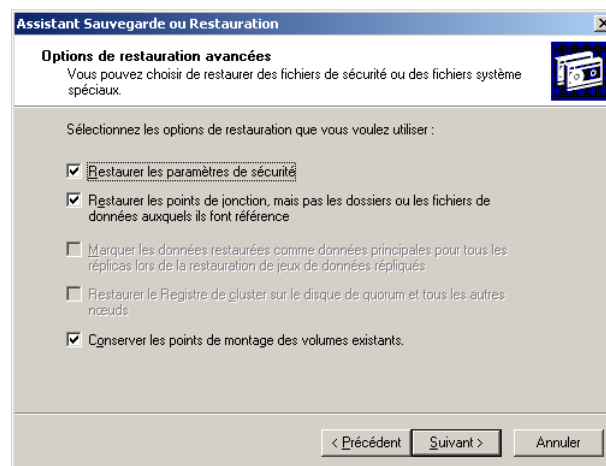 Assistant Sauvegarde ou Restauration
Options de restauration avancées
Vous pouvez choisir de restaurer des fichiers de sécurité ou des fichiers système
spéciaux.
Sélectionnez les options de restauration que vous voulez utiliser :
Restaurer les paramètres de sécurité
Restaurer les points de jonction, mais pas les dossiers ou les fichiers de
données auxquels ils font référence
Marquer les données restaurées comme données principales pour tous les
réplicas lors de la restauration de jeux de données répliqués
Restaurer le Registre de cluster sur le disque de quorum et tous les autres
nœuds
Conserver les points de montage des volumes existants.
< Précédent
Suivant >
Annuler